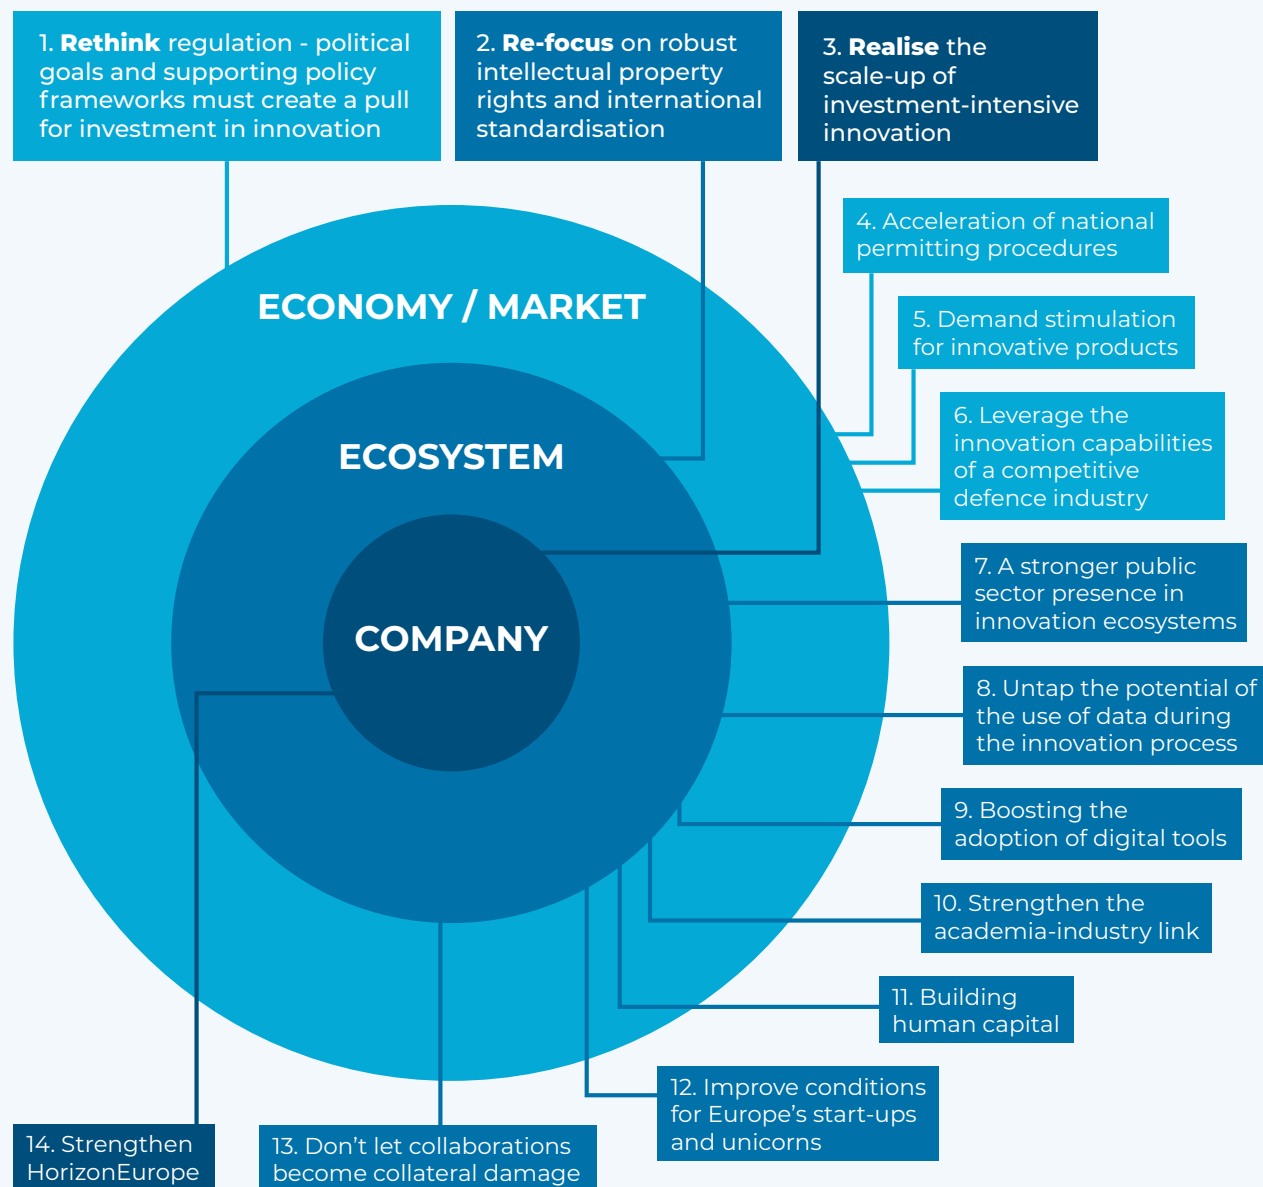 1. Rethink regulation - political
goals and supporting policy
frameworks must create a pull
for investment in innovation
2. Re-focus on robust
intellectual property
rights and international
standardisation
3. Realise the
scale-up of
investment-intensive
innovation
4. Acceleration of national
permitting procedures
ECONOMY / MARKET
5. Demand stimulation
for innovative products
6. Leverage the
innovation capabilities
of a competitive
defence industry
ECOSYSTEM
7. A stronger public
sector presence in
innovation ecosystems
COMPANY
8. Untap the potential of
the use of data during
the innovation process
9. Boosting the
adoption of digital tools
10. Strengthen the
academia-industry link
11. Building
human capital
12. Improve conditions
for Europe’s start-ups
and unicorns
13. Don’t let collaborations
become collateral damage
14. Strengthen
HorizonEurope